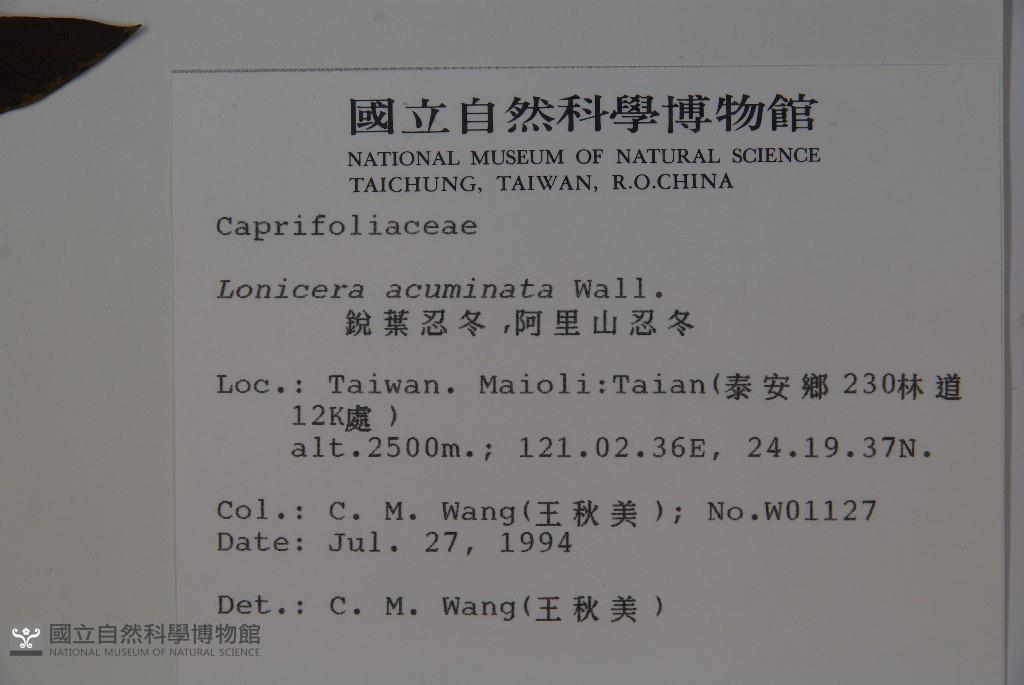 國立自然科學博物館
NATIONAL MUSEUM OF NATURAL SCIENCE
TAICHUNG, TAIWAN, R.O.CHINA
Caprifoliaceae
Lonicera acuminata Wall.
銳葉忍冬,阿里山忍冬
Loc.: Taiwan. Maioli:Taian(泰安鄉230林道
12K處)
alt.2500m.; 121.02.36E, 24.19.37N.
Col.: C. M. Wang(王秋美); No.W01127
Date: Jul. 27, 1994
Det.: C. M. Wang(王秋美)
國立自然科學博物館
NATIONAL MUSEUM OF NATURAL SCIENCE